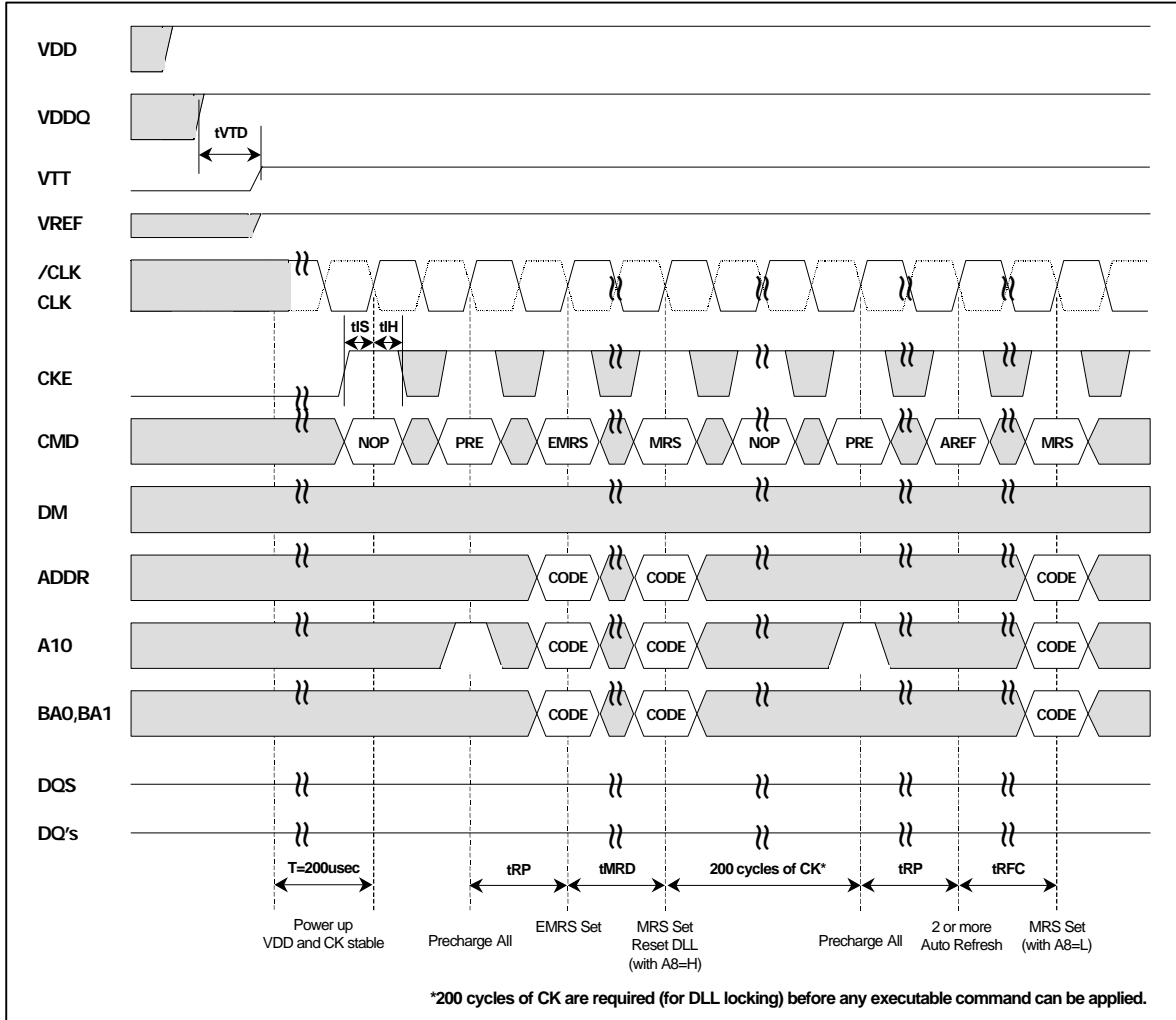 VDD
VDDQ
tVTD
VTT
VREF
/CLK
CLK
tIS tIH
CKE
CMD NOP PRE EMRS MRS NOP PRE AREF MRS
DM
ADDR CODE CODE CODE
A10 CODE CODE CODE
BA0,BA1 CODE CODE CODE
DQS
DQ's
T=200usec tRP tMRD 200 cycles of CK* tRP tRFC
Power up
VDD and CK stable
Precharge All
EMRS Set
MRS Set
Reset DLL
(with A8=H)
Precharge All
2 or more
Auto Refresh
MRS Set
(with A8=L)
*200 cycles of CK are required (for DLL locking) before any executable command can be applied.